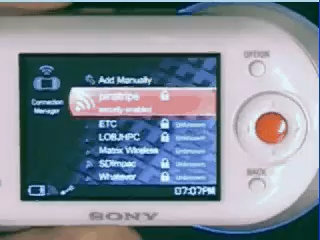 Add Manually
pinstripe
security enabled
Connection
Manager
ETC Unknown
LOBJHPC Unknown
Matrix Wireless Unknown
SDImpac Unknown
Whatever Unknown
07:07PM
OPTION
BACK
SONY